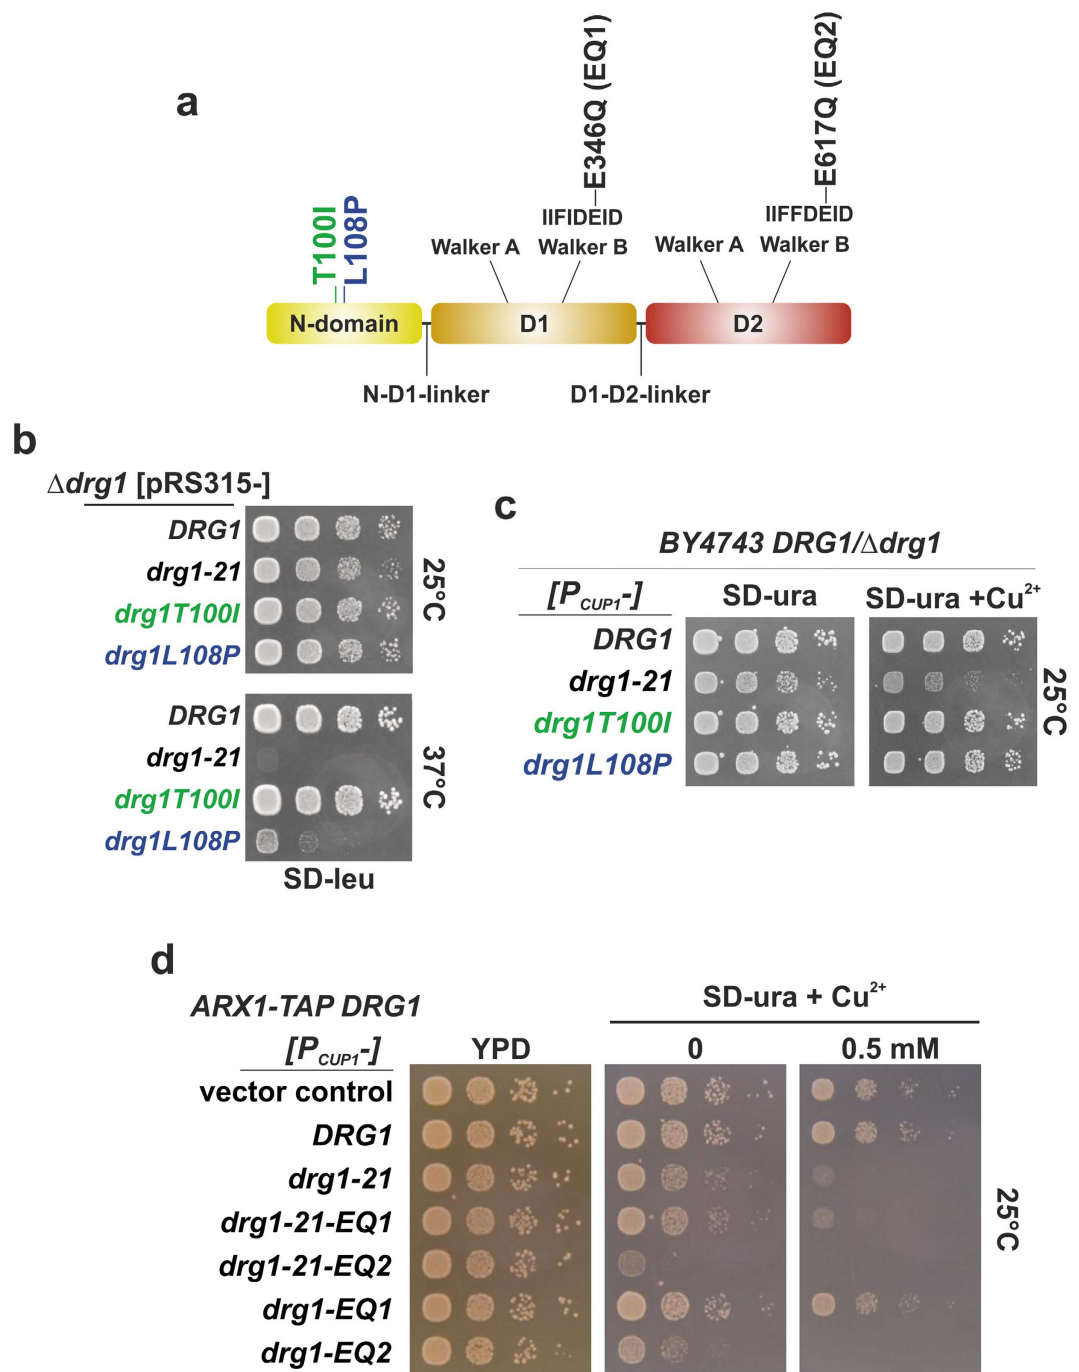 a
E346Q (EQ1)
E617Q (EQ2)
T100I
L108P
IIFIDEID
IIFFDEID
Walker A
Walker B
Walker A
Walker B
N-domain
D1
D2
N-D1-linker
D1-D2-linker
b
Δdrg1 [pRS315-]
DRG1
drg1-21
drg1T100I
drg1L108P
25°C
DRG1
drg1-21
drg1T100I
drg1L108P
37°C
SD-leu
c
BY4743 DRG1/Δdrg1
[PCUP1-]
SD-ura
SD-ura +Cu2+
DRG1
drg1-21
drg1T100I
drg1L108P
25°C
d
ARX1-TAP DRG1
SD-ura + Cu2+
[PCUP1-]
YPD
0
0.5 mM
vector control
DRG1
drg1-21
drg1-21-EQ1
drg1-21-EQ2
drg1-EQ1
drg1-EQ2
25°C